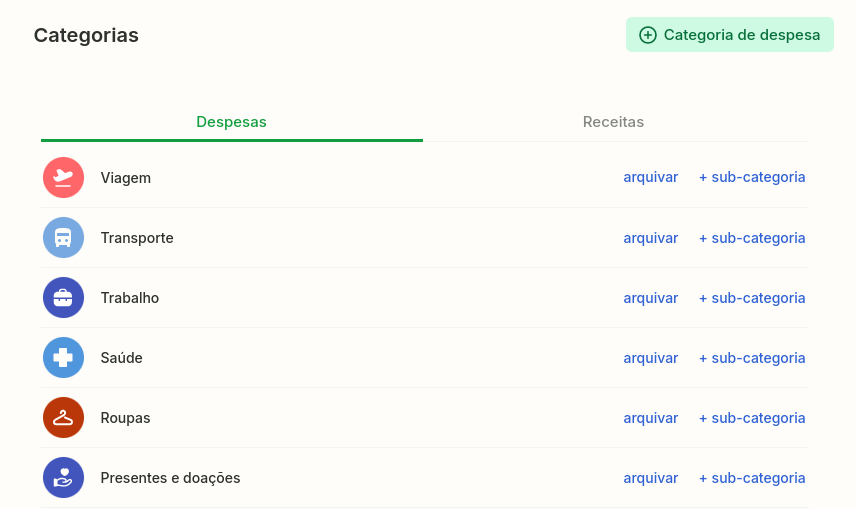 Categorias
Categoria de despesa
Despesas Receitas
Viagem arquivar + sub-categoria
Transporte arquivar + sub-categoria
Trabalho arquivar + sub-categoria
Saúde arquivar + sub-categoria
Roupas arquivar + sub-categoria
Presentes e doações arquivar + sub-categoria